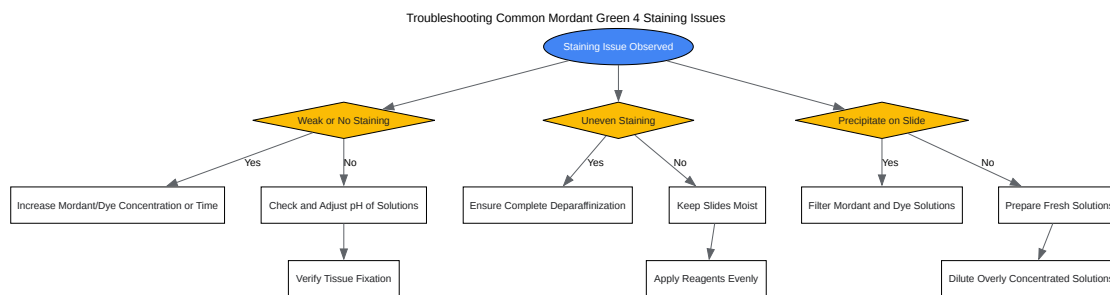 Troubleshooting Common Mordant Green 4 Staining Issues
Staining Issue Observed
Weak or No Staining
Uneven Staining
Precipitate on Slide
Yes
No
Yes
No
Yes
No
Increase Mordant/Dye Concentration or Time
Check and Adjust pH of Solutions
Ensure Complete Deparaffinization
Keep Slides Moist
Filter Mordant and Dye Solutions
Prepare Fresh Solutions
Verify Tissue Fixation
Apply Reagents Evenly
Dilute Overly Concentrated Solutions